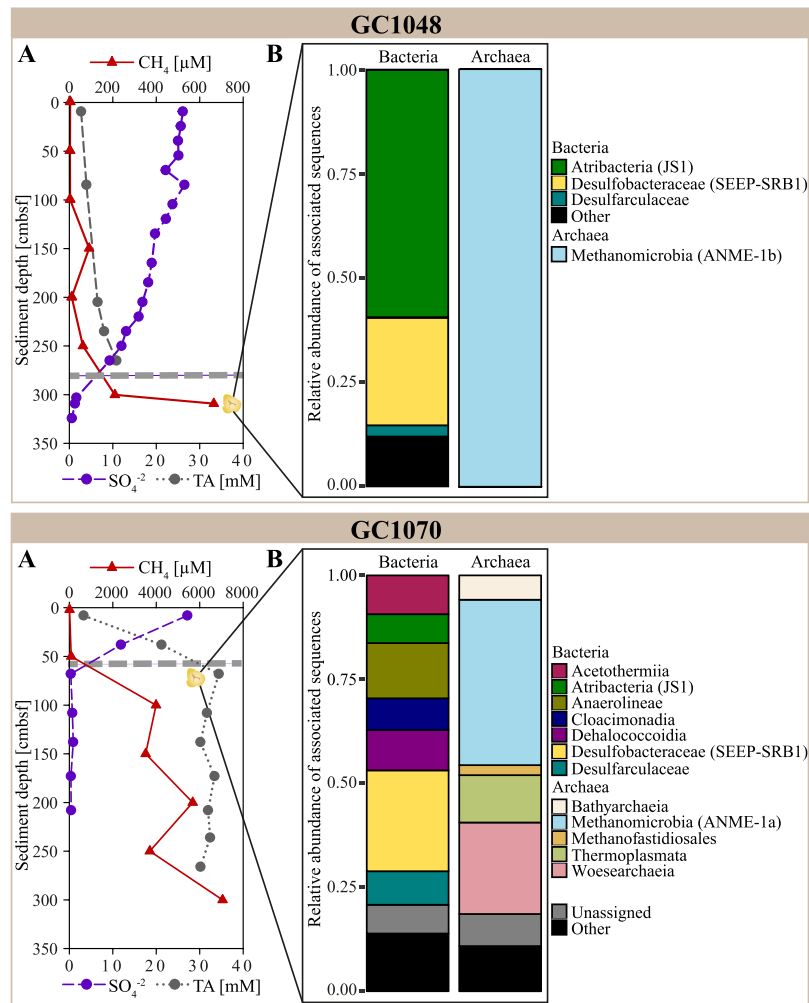 GC1048
A
CH4 [µM]
0 200 400 600 800
0
50
100
150
200
250
300
350
Sediment depth [cmbsf]
0 10 20 30 40
SO4-2 TA [mM]
B
Bacteria Archaea
1.00
0.75
0.50
0.25
0.00
Relative abundance of associated sequences
Bacteria
Atribacteria (JS1)
Desulfobacteraceae (SEEP-SRB1)
Desulfarculaceae
Other
Archaea
Methanomicrobia (ANME-1b)
GC1070
A
CH4 [µM]
0 2000 4000 6000 8000
0
50
100
150
200
250
300
350
Sediment depth [cmbsf]
0 10 20 30 40
SO4-2 TA [mM]
B
Bacteria Archaea
1.00
0.75
0.50
0.25
0.00
Relative abundance of associated sequences
Bacteria
Acetothermiia
Atribacteria (JS1)
Anaerolineae
Cloacimonadia
Dehalococcoidia
Desulfobacteraceae (SEEP-SRB1)
Desulfarculaceae
Archaea
Bathyarchaeia
Methanomicrobia (ANME-1a)
Methanofastidiosales
Thermoplasmata
Woesearchaeia
Unassigned
Other